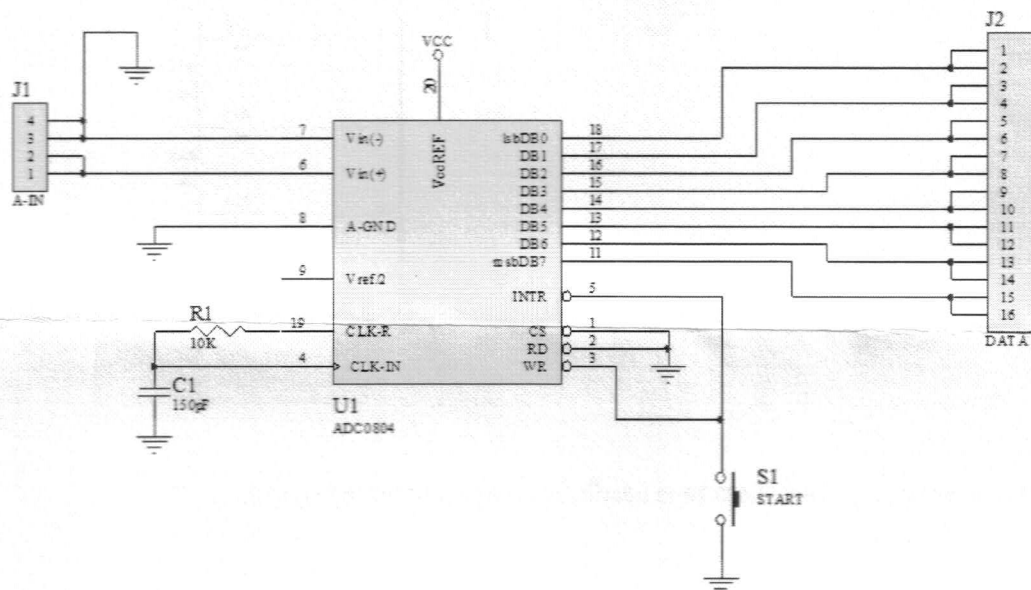 J2
VCC
20
J1
4
3
2
1
A-IN
7
6
8
9
19
4
Vin(-)
Vin(+)
A-GND
Vref/2
CLK-R
CLK-IN
VccREF
lsbDB0
DB1
DB2
DB3
DB4
DB5
DB6
msbDB7
INTR
CS
RD
WR
18
17
16
15
14
13
12
11
5
1
2
3
1
2
3
4
5
6
7
8
9
10
11
12
13
14
15
16
DATA
R1
10K
C1
150pF
U1
ADC0804
S1
START